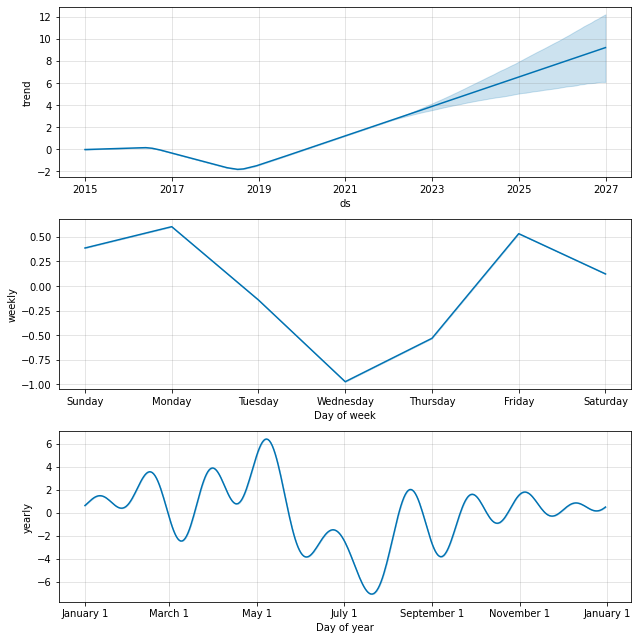 12
10
8
6
4
2
0
−2
trend
2015 2017 2019 2021 2023 2025 2027
ds
0.50
0.25
0.00
−0.25
−0.50
−0.75
−1.00
weekly
Sunday Monday Tuesday Wednesday Thursday Friday Saturday
Day of week
6
4
2
0
−2
−4
−6
yearly
January 1 March 1 May 1 July 1 September 1 November 1 January 1
Day of year